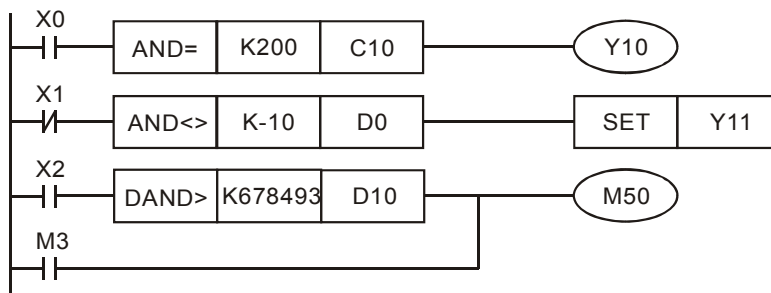 X0
AND= K200 C10 Y10
X1
AND<> K-10 D0 SET Y11
X2
DAND> K678493 D10 M50
M3